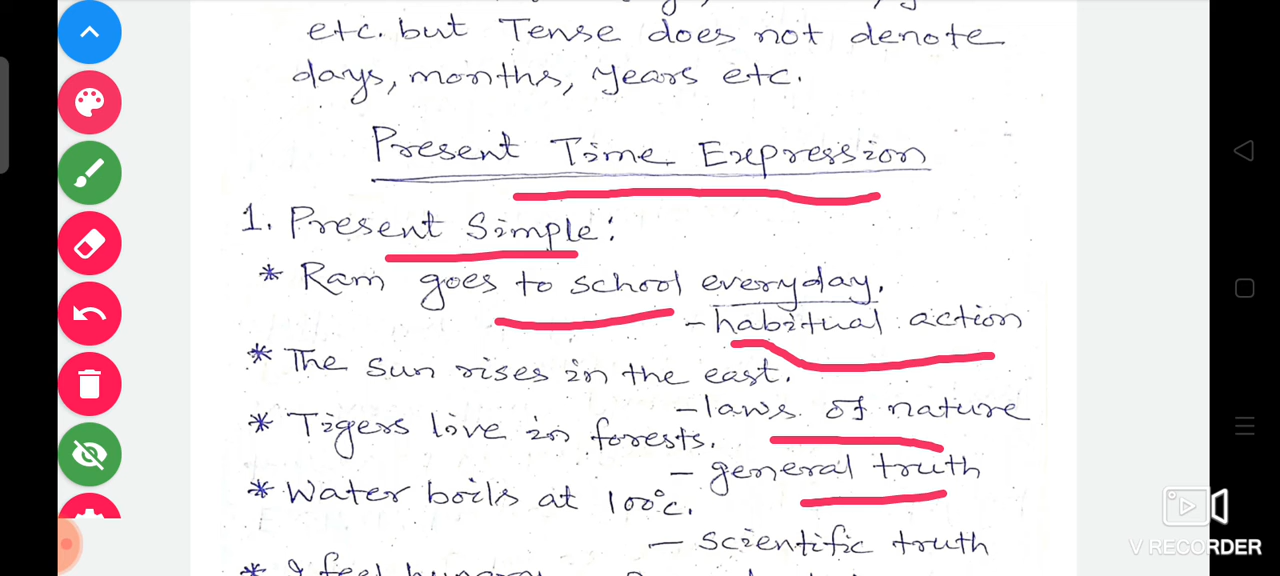 etc. but Tense does not denote
days, months, years etc.
Present Time Expression
1. Present Simple:
* Ram goes to school everyday.
- habitual action
* The sun rises in the east.
- laws of nature
* Tigers live in forests.
- general truth
* Water boils at 100°c.
- scientific truth
* I feel
V RECORDER